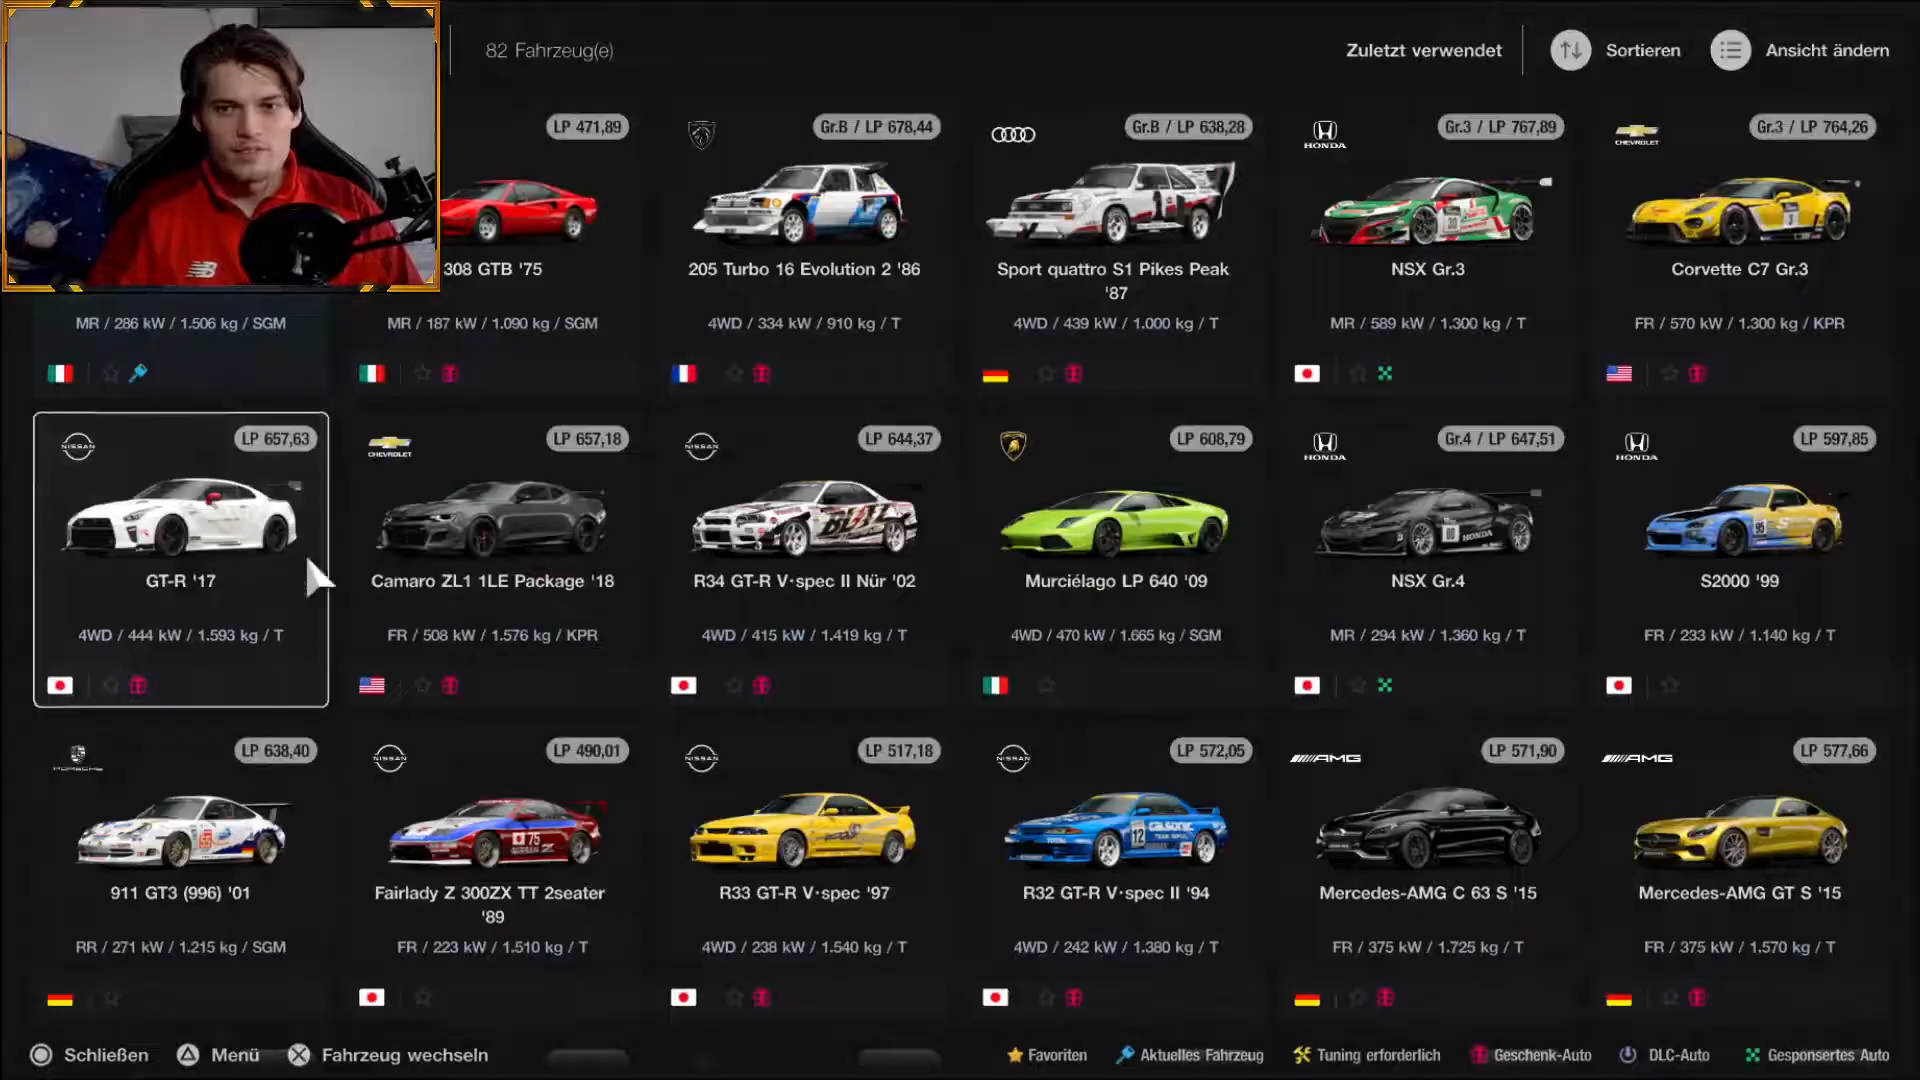 82 Fahrzeug(e)
Zuletzt verwendet
Sortieren
Ansicht ändern
LP 471,89
Gr.B / LP 678,44
Gr.B / LP 638,28
HONDA
Gr.3 / LP 767,89
CHEVROLET
Gr.3 / LP 764,26
308 GTB '75
205 Turbo 16 Evolution 2 '86
Sport quattro S1 Pikes Peak
'87
NSX Gr.3
Corvette C7 Gr.3
MR / 286 kW / 1.506 kg / SGM
MR / 187 kW / 1.090 kg / SGM
4WD / 334 kW / 910 kg / T
4WD / 439 kW / 1.000 kg / T
MR / 589 kW / 1.300 kg / T
FR / 570 kW / 1.300 kg / KPR
NISSAN
LP 657,63
CHEVROLET
LP 657,18
NISSAN
LP 644,37
LP 608,79
HONDA
Gr.4 / LP 647,51
HONDA
LP 597,85
GT-R '17
Camaro ZL1 1LE Package '18
R34 GT-R V·spec II Nür '02
Murciélago LP 640 '09
NSX Gr.4
S2000 '99
4WD / 444 kW / 1.593 kg / T
FR / 508 kW / 1.576 kg / KPR
4WD / 415 kW / 1.419 kg / T
4WD / 470 kW / 1.665 kg / SGM
MR / 294 kW / 1.360 kg / T
FR / 233 kW / 1.140 kg / T
PORSCHE
LP 638,40
NISSAN
LP 490,01
NISSAN
LP 517,18
NISSAN
LP 572,05
AMG
LP 571,90
AMG
LP 577,66
911 GT3 (996) '01
Fairlady Z 300ZX TT 2seater
'89
R33 GT-R V·spec '97
R32 GT-R V·spec II '94
Mercedes-AMG C 63 S '15
Mercedes-AMG GT S '15
RR / 271 kW / 1.215 kg / SGM
FR / 223 kW / 1.510 kg / T
4WD / 238 kW / 1.540 kg / T
4WD / 242 kW / 1.380 kg / T
FR / 375 kW / 1.725 kg / T
FR / 375 kW / 1.570 kg / T
Schließen
Menü
Fahrzeug wechseln
Favoriten
Aktuelles Fahrzeug
Tuning erforderlich
Geschenk-Auto
DLC-Auto
Gesponsertes Auto